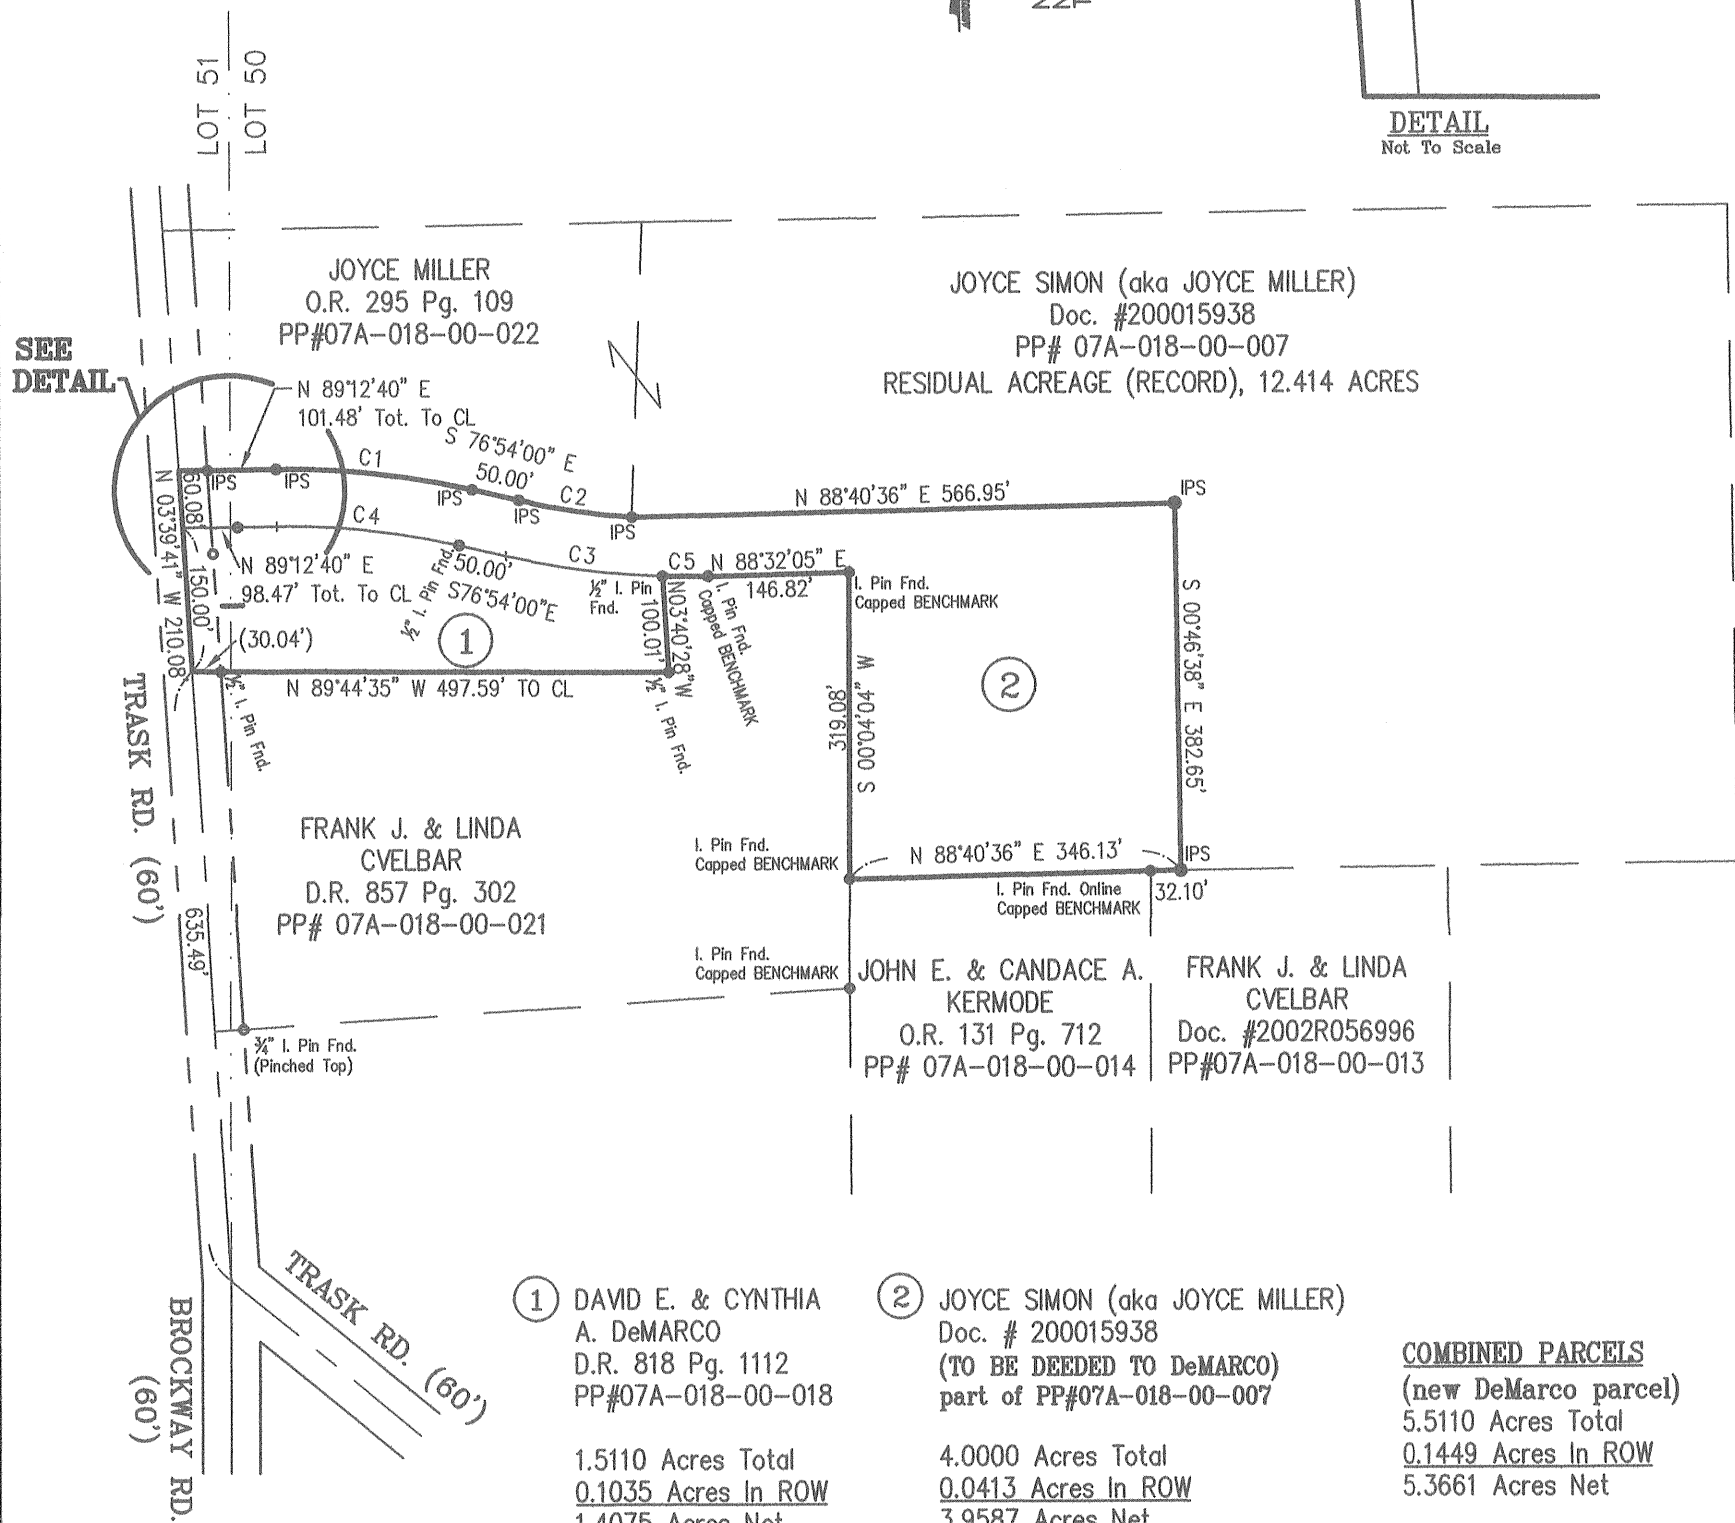 LOT 51
LOT 50
DETAIL
Not To Scale
JOYCE MILLER
O.R. 295 Pg. 109
PP#07A-018-00-022
JOYCE SIMON (aka JOYCE MILLER)
Doc. #200015938
PP# 07A-018-00-007
RESIDUAL ACREAGE (RECORD), 12.414 ACRES
SEE
DETAIL
N 89°12'40" E
101.48' Tot. To CL
S 76°54'00" E
50.00'
C1
IPS
IPS
IPS
IPS
C2
IPS
N 88°40'36" E 566.95'
IPS
N 03°39'41" W 210.08'
60.08'
150.00'
C4
N 89°12'40" E
98.47' Tot. To CL
(30.04')
½" I. Pin Fnd.
50.00'
S76°54'00"E
C3
½" I. Pin
Fnd.
C5
N 88°32'05" E
146.82'
I. Pin Fnd.
Capped BENCHMARK
I. Pin Fnd.
Capped BENCHMARK
100.01'
N03°40'28"W
1
N 89°44'35" W 497.59' TO CL
½" I. Pin Fnd.
½" I. Pin Fnd.
319.08'
S 00°04'04" W
2
S 00°46'38" E 382.65'
TRASK RD. (60')
FRANK J. & LINDA
CVELBAR
D.R. 857 Pg. 302
PP# 07A-018-00-021
I. Pin Fnd.
Capped BENCHMARK
N 88°40'36" E 346.13'
IPS
I. Pin Fnd. Online
Capped BENCHMARK
32.10'
635.49'
I. Pin Fnd.
Capped BENCHMARK
JOHN E. & CANDACE A.
KERMODE
O.R. 131 Pg. 712
PP# 07A-018-00-014
FRANK J. & LINDA
CVELBAR
Doc. #2002R056996
PP#07A-018-00-013
¾" I. Pin Fnd.
(Pinched Top)
TRASK RD. (60')
BROCKWAY RD.
(60')
1
DAVID E. & CYNTHIA
A. DeMARCO
D.R. 818 Pg. 1112
PP#07A-018-00-018
1.5110 Acres Total
0.1035 Acres In ROW
1.4075 Acres Net
2
JOYCE SIMON (aka JOYCE MILLER)
Doc. # 200015938
(TO BE DEEDED TO DeMARCO)
part of PP#07A-018-00-007
4.0000 Acres Total
0.0413 Acres In ROW
3.9587 Acres Net
COMBINED PARCELS
(new DeMarco parcel)
5.5110 Acres Total
0.1449 Acres In ROW
5.3661 Acres Net